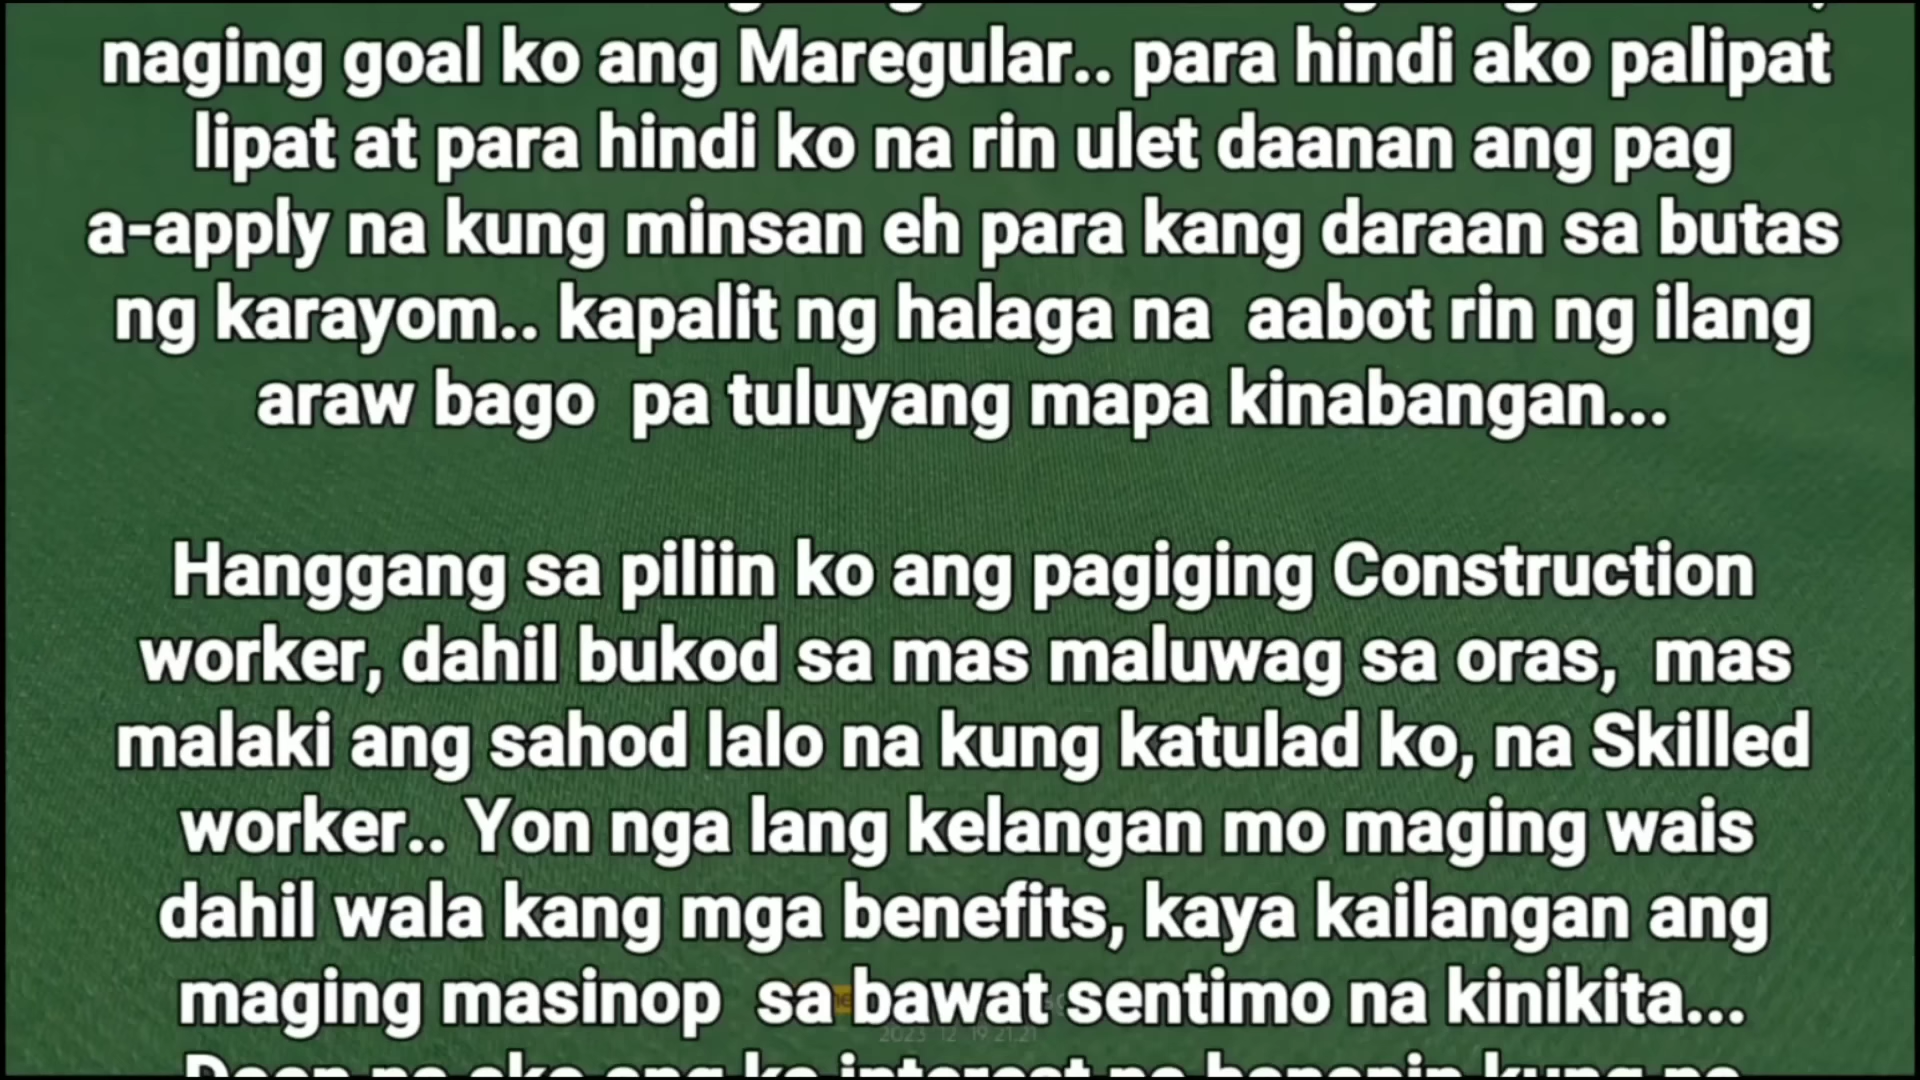 naging goal ko ang Maregular.. para hindi ako palipat
lipat at para hindi ko na rin ulet daanan ang pag
a-apply na kung minsan eh para kang daraan sa butas
ng karayom.. kapalit ng halaga na  aabot rin ng ilang
araw bago  pa tuluyang mapa kinabangan...
Hanggang sa piliin ko ang pagiging Construction
worker, dahil bukod sa mas maluwag sa oras,  mas
malaki ang sahod lalo na kung katulad ko, na Skilled
worker.. Yon nga lang kelangan mo maging wais
dahil wala kang mga benefits, kaya kailangan ang
maging masinop  sa bawat sentimo na kinikita...